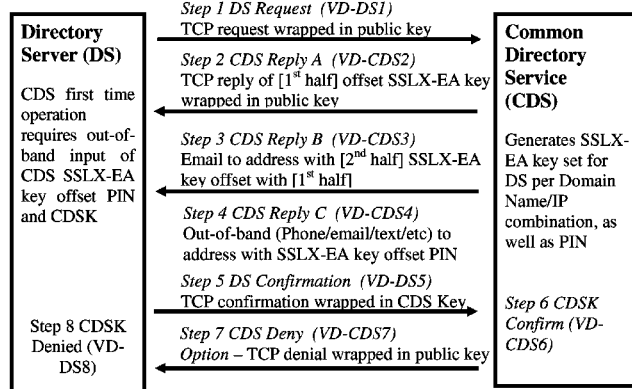 Directory
Server (DS)
CDS first time
operation
requires out-of-
band input of
CDS SSLX-EA
key offset PIN
and CDSK
Step 8 CDSK
Denied (VD-
DS8)
Step 1 DS Request (VD-DS1)
TCP request wrapped in public key
Step 2 CDS Reply A (VD-CDS2)
TCP reply of [1st half] offset SSLX-EA key
wrapped in public key
Step 3 CDS Reply B (VD-CDS3)
Email to address with [2nd half] SSLX-EA
key offset with [1st half]
Step 4 CDS Reply C (VD-CDS4)
Out-of-band (Phone/email/text/etc) to
address with SSLX-EA key offset PIN
Step 5 DS Confirmation (VD-DS5)
TCP confirmation wrapped in CDS Key
Step 7 CDS Deny (VD-CDS7)
Option – TCP denial wrapped in public key
Common
Directory
Service
(CDS)
Generates SSLX-
EA key set for
DS per Domain
Name/IP
combination, as
well as PIN
Step 6 CDSK
Confirm (VD-
CDS6)